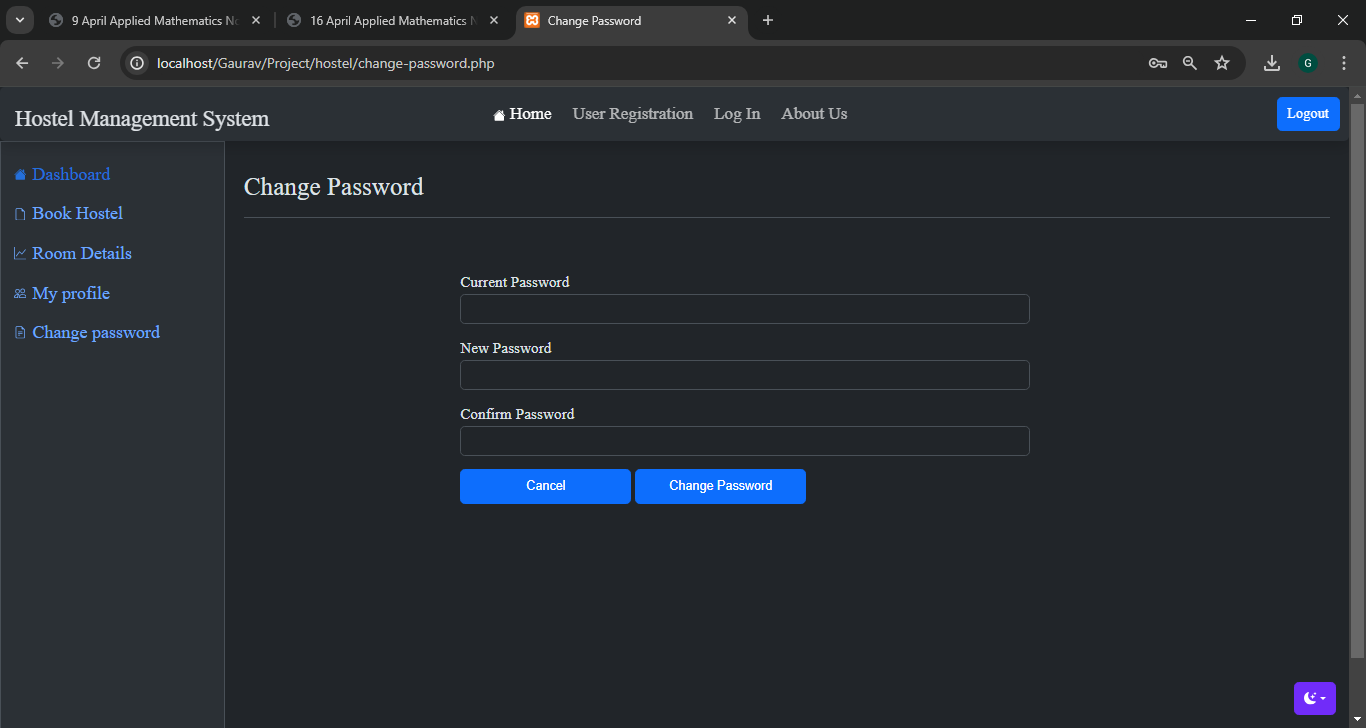 9 April Applied Mathematics No
16 April Applied Mathematics N
Change Password
localhost/Gaurav/Project/hostel/change-password.php
G
Hostel Management System
Home
User Registration
Log In
About Us
Logout
Dashboard
Book Hostel
Room Details
My profile
Change password
Change Password
Current Password
New Password
Confirm Password
Cancel
Change Password